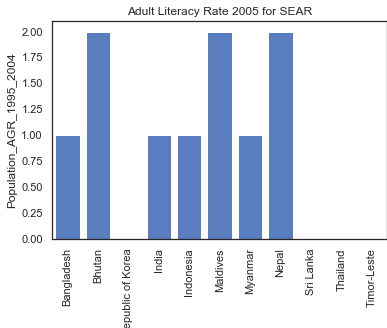 Adult Literacy Rate 2005 for SEAR
Population_AGR_1995_2004
2.00
1.75
1.50
1.25
1.00
0.75
0.50
0.25
0.00
Bangladesh
Bhutan
epublic of Korea
India
Indonesia
Maldives
Myanmar
Nepal
Sri Lanka
Thailand
Timor-Leste